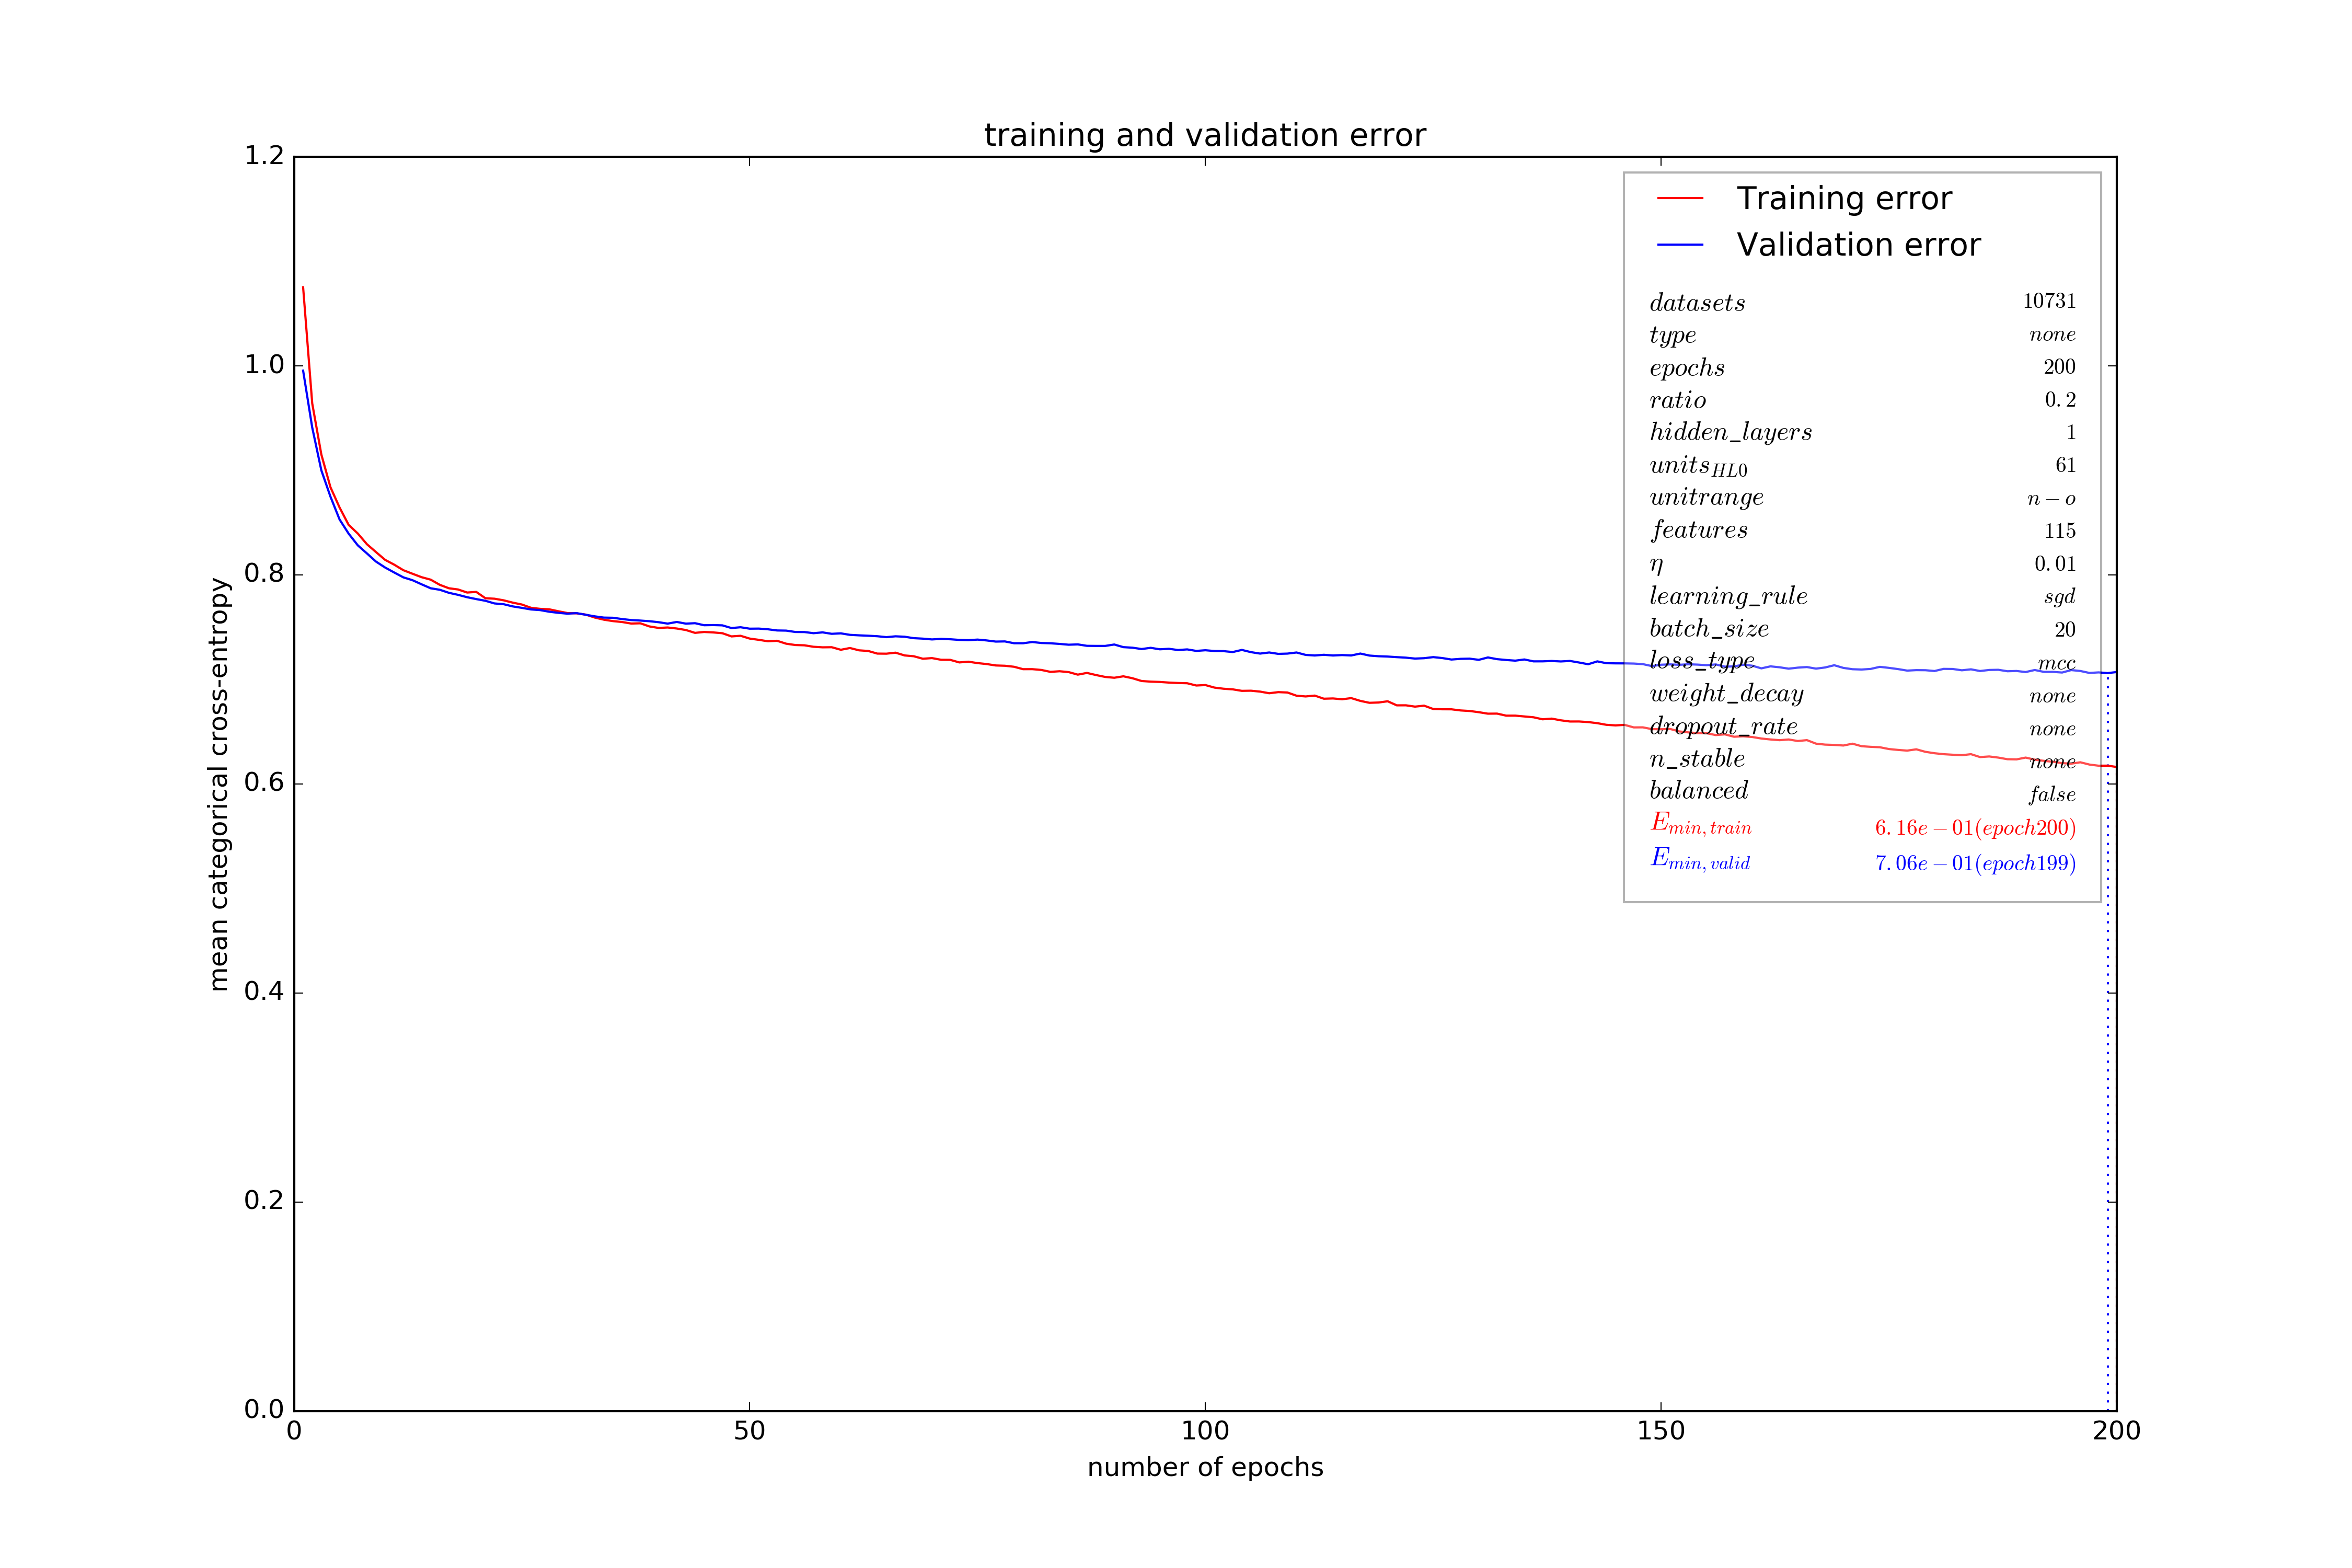 training and validation error
1.2
1.0
0.8
0.6
0.4
0.2
0.0
mean categorical cross-entropy
0 50 100 150 200
number of epochs
Training error
Validation error
datasets 10731
type none
epochs 200
ratio 0.2
hidden_layers 1
units_HL0 61
unitrange n − o
features 115
η 0.01
learning_rule sgd
batch_size 20
loss_type mcc
weight_decay none
dropout_rate none
n_stable none
balanced false
E_min,train 6.16e − 01(epoch200)
E_min,valid 7.06e − 01(epoch199)